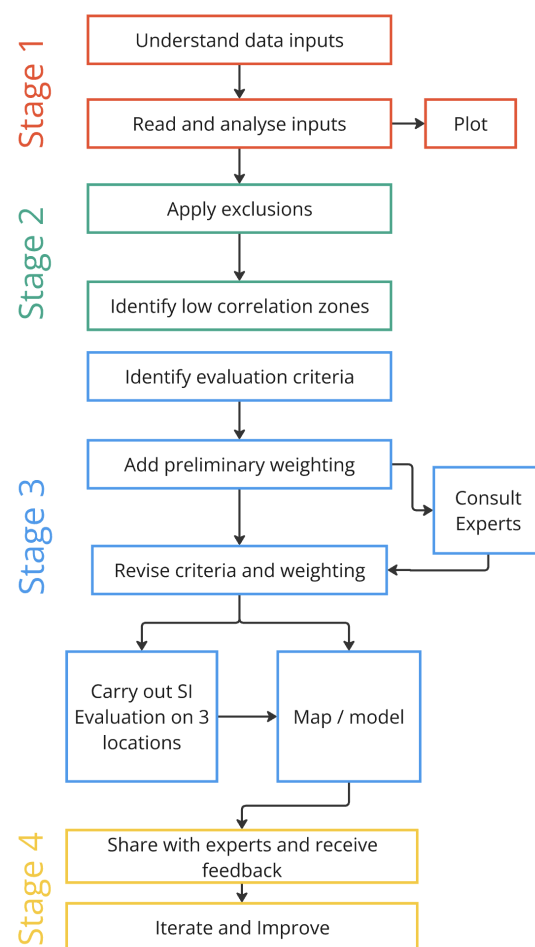 Stage 1
Understand data inputs
Read and analyse inputs
Plot
Stage 2
Apply exclusions
Identify low correlation zones
Stage 3
Identify evaluation criteria
Add preliminary weighting
Consult
Experts
Revise criteria and weighting
Carry out SI
Evaluation on 3
locations
Map / model
Stage 4
Share with experts and receive
feedback
Iterate and Improve